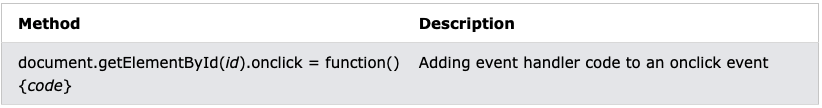 Method Description
document.getElementById(id).onclick = function() Adding event handler code to an onclick event
{code}